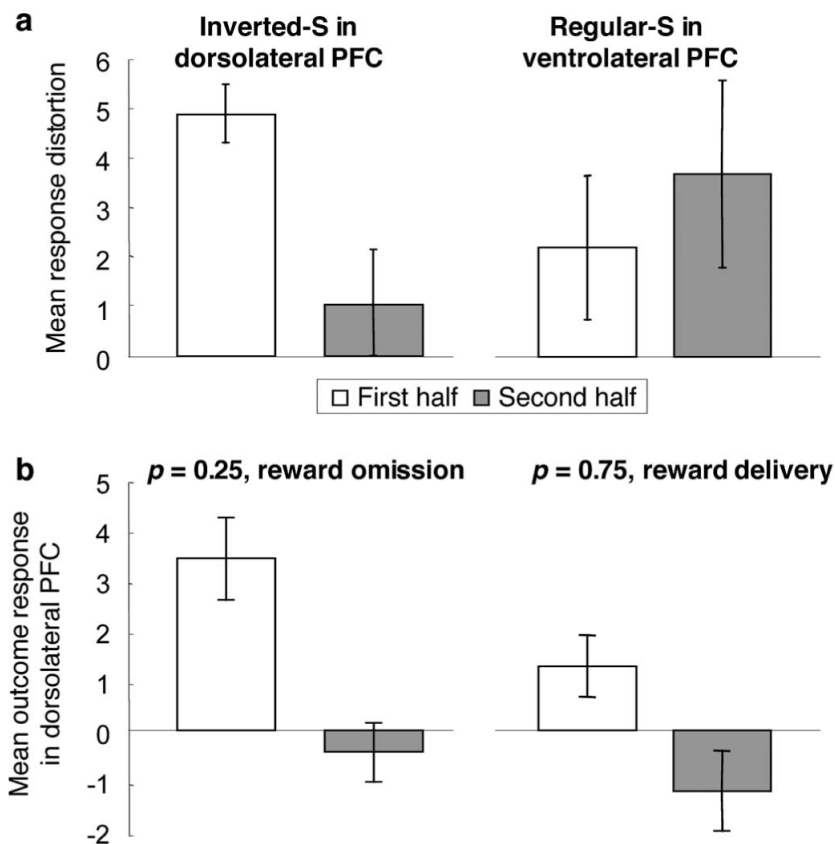 a
Inverted-S in
dorsolateral PFC
Regular-S in
ventrolateral PFC
Mean response distortion
6
5
4
3
2
1
0
First half
Second half
b
p = 0.25, reward omission
p = 0.75, reward delivery
Mean outcome response
in dorsolateral PFC
5
4
3
2
1
0
-1
-2